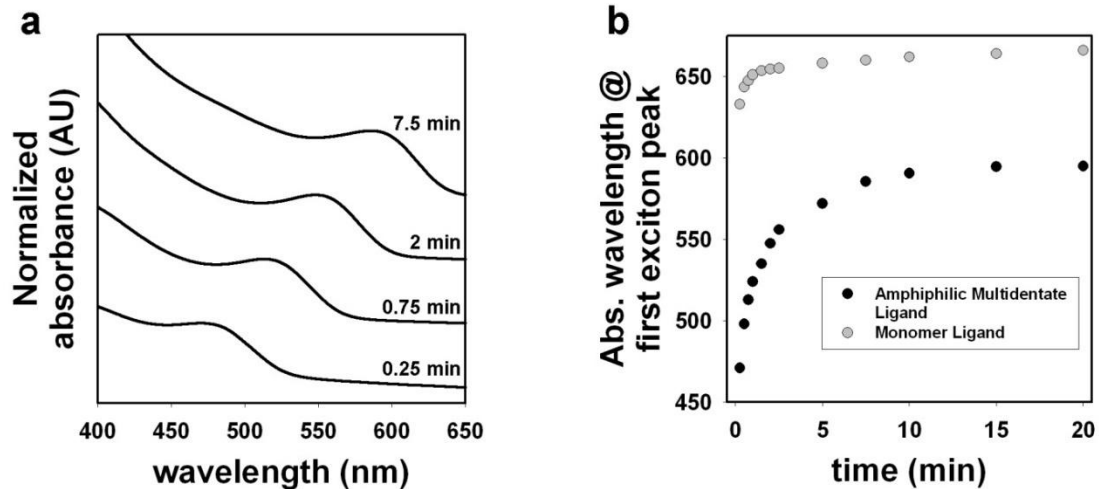 a
Normalized
absorbance (AU)
7.5 min
2 min
0.75 min
0.25 min
400 450 500 550 600 650
wavelength (nm)
b
Abs. wavelength @
first exciton peak
650
600
550
500
450
Amphiphilic Multidentate
Ligand
Monomer Ligand
0 5 10 15 20
time (min)